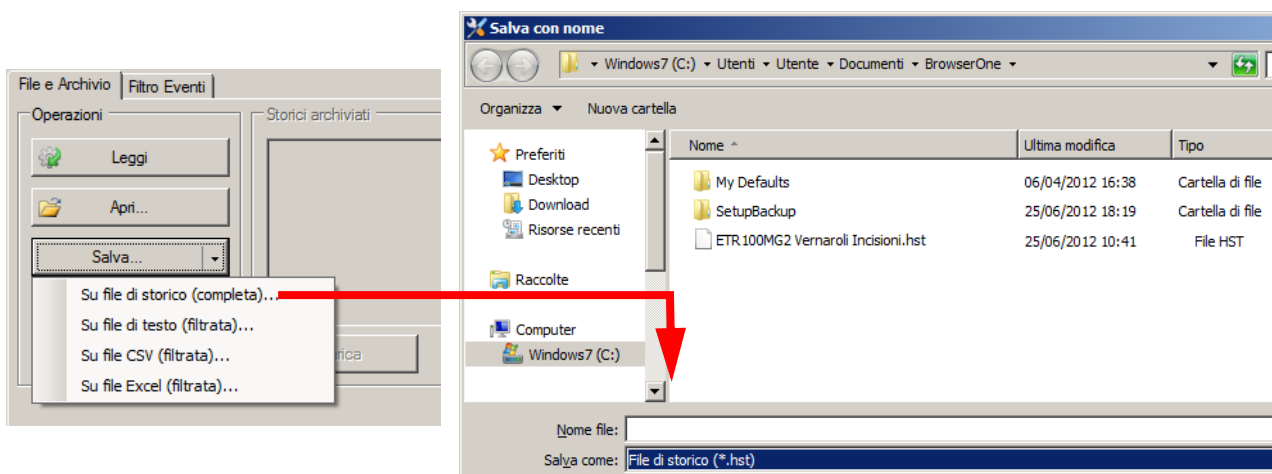 File e Archivio
Filtro Eventi
Operazioni
Storici archiviati
Leggi
Apri...
Salva...
Su file di storico (completa)...
Su file di testo (filtrata)...
Su file CSV (filtrata)...
Su file Excel (filtrata)...
Salva con nome
Windows7 (C:) Utenti Utente Documenti BrowserOne
Organizza Nuova cartella
Preferiti
Desktop
Download
Risorse recenti
Raccolte
Computer
Windows7 (C:)
Nome Ultima modifica Tipo
My Defaults 06/04/2012 16:38 Cartella di file
SetupBackup 25/06/2012 18:19 Cartella di file
ETR100MG2 Vernaroli Incisioni.hst 25/06/2012 10:41 File HST
Nome file:
Salva come: File di storico (*.hst)